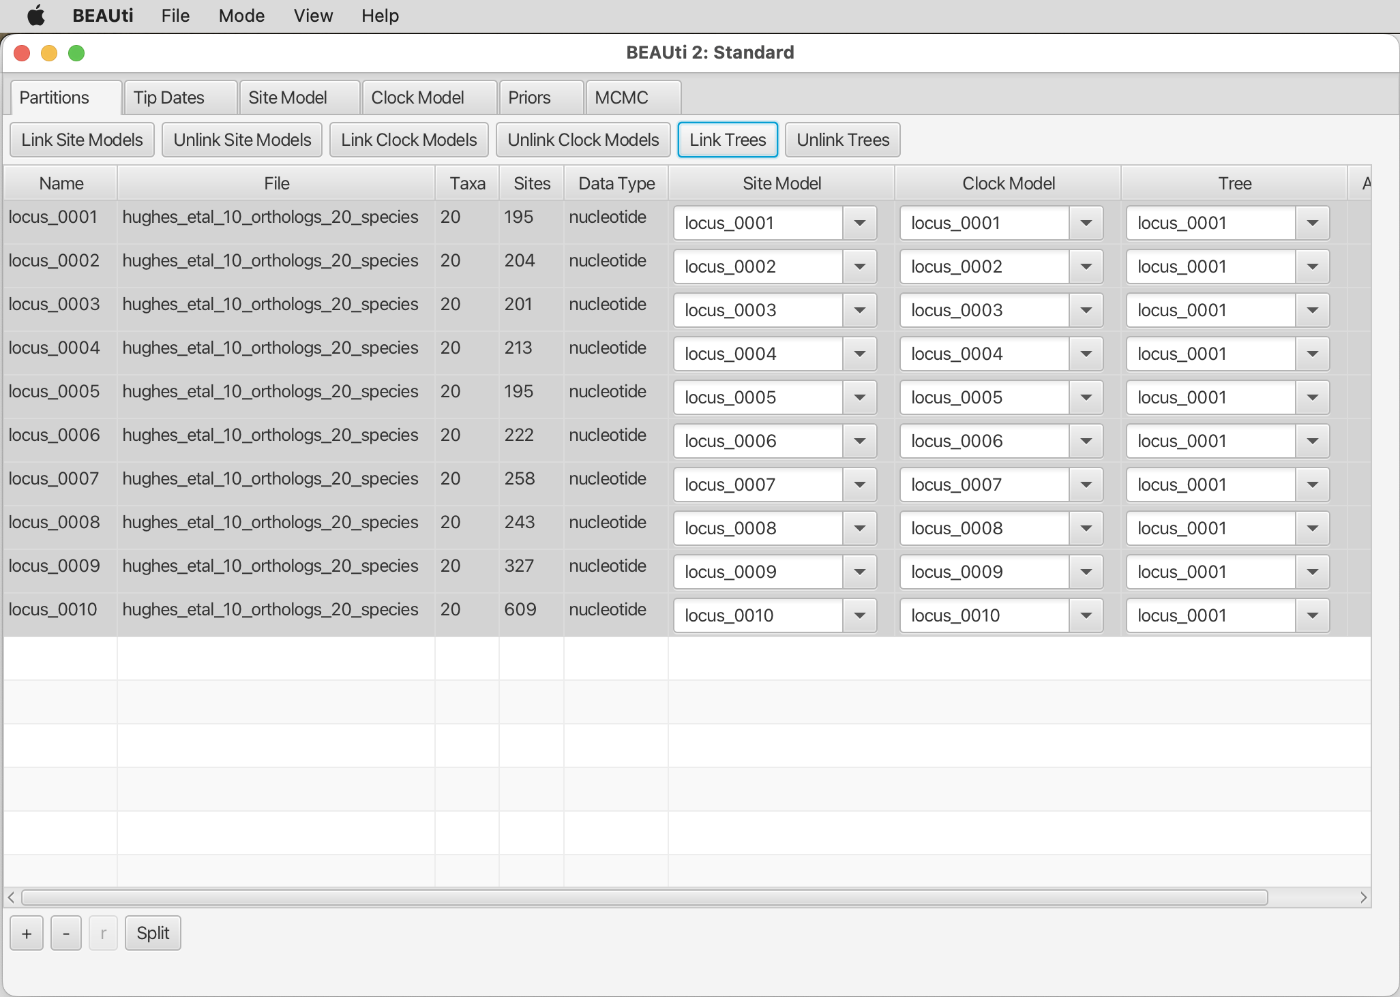 BEAUti File Mode View Help
BEAUti 2: Standard
Partitions Tip Dates Site Model Clock Model Priors MCMC
Link Site Models Unlink Site Models Link Clock Models Unlink Clock Models Link Trees Unlink Trees
Name File Taxa Sites Data Type Site Model Clock Model Tree A
locus_0001 hughes_etal_10_orthologs_20_species 20 195 nucleotide locus_0001 locus_0001 locus_0001
locus_0002 hughes_etal_10_orthologs_20_species 20 204 nucleotide locus_0002 locus_0002 locus_0001
locus_0003 hughes_etal_10_orthologs_20_species 20 201 nucleotide locus_0003 locus_0003 locus_0001
locus_0004 hughes_etal_10_orthologs_20_species 20 213 nucleotide locus_0004 locus_0004 locus_0001
locus_0005 hughes_etal_10_orthologs_20_species 20 195 nucleotide locus_0005 locus_0005 locus_0001
locus_0006 hughes_etal_10_orthologs_20_species 20 222 nucleotide locus_0006 locus_0006 locus_0001
locus_0007 hughes_etal_10_orthologs_20_species 20 258 nucleotide locus_0007 locus_0007 locus_0001
locus_0008 hughes_etal_10_orthologs_20_species 20 243 nucleotide locus_0008 locus_0008 locus_0001
locus_0009 hughes_etal_10_orthologs_20_species 20 327 nucleotide locus_0009 locus_0009 locus_0001
locus_0010 hughes_etal_10_orthologs_20_species 20 609 nucleotide locus_0010 locus_0010 locus_0001
+ - r Split